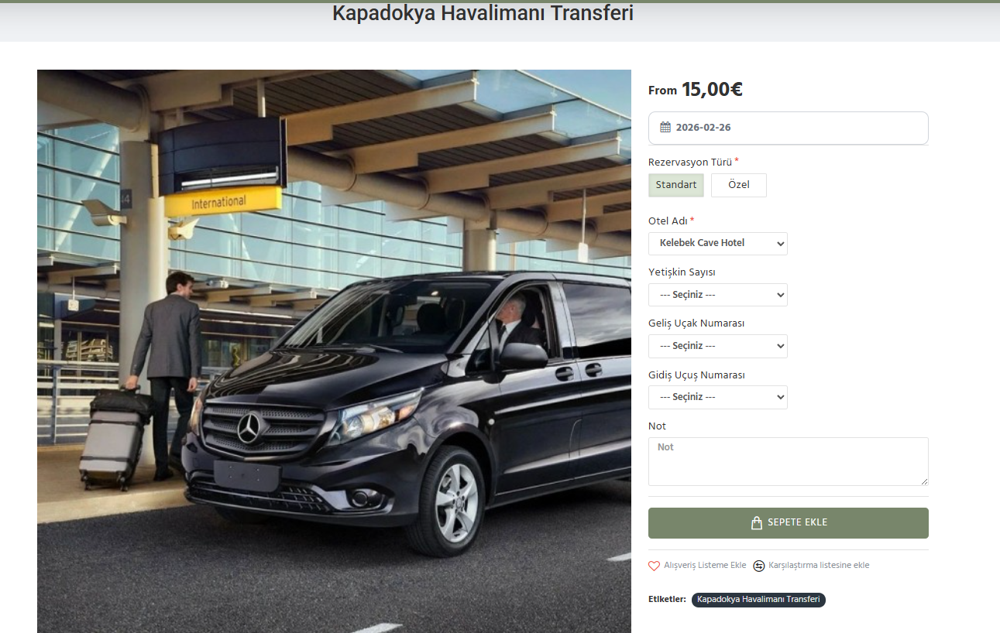 Kapadokya Havalimanı Transferi
44
International
From 15,00€
2026-02-26
Rezervasyon Türü *
Standart
Özel
Otel Adı *
Kelebek Cave Hotel
Yetişkin Sayısı
--- Seçiniz ---
Geliş Uçak Numarası
--- Seçiniz ---
Gidiş Uçuş Numarası
--- Seçiniz ---
Not
Not
SEPETE EKLE
Alışveriş Listeme Ekle Karşılaştırma listesine ekle
Etiketler: Kapadokya Havalimanı Transferi